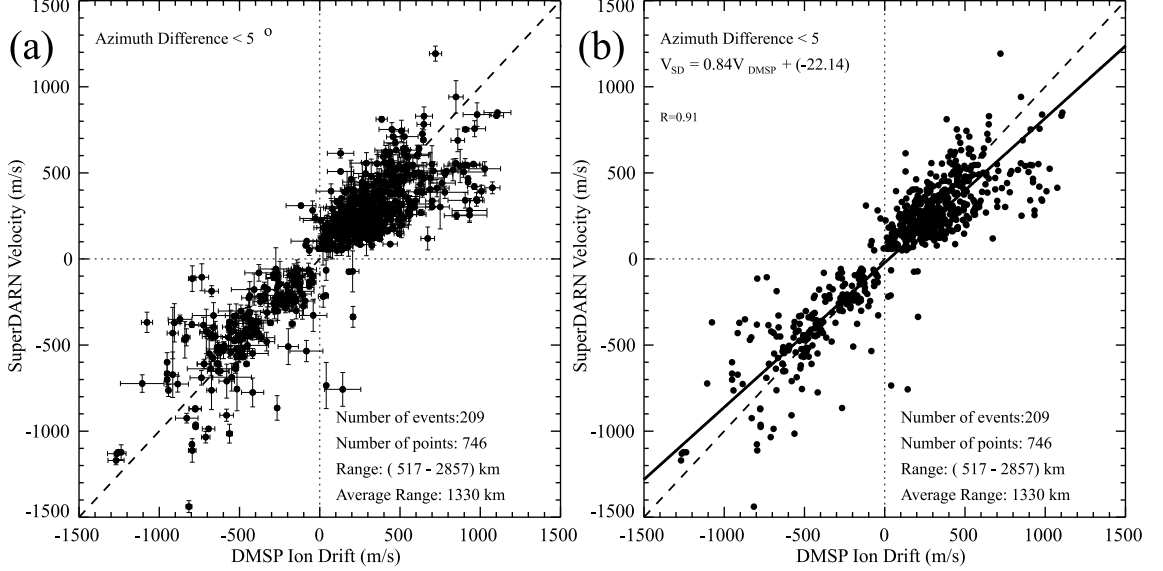 (a)
Azimuth Difference < 5 o
1500
1000
500
0
-500
-1000
-1500
SuperDARN Velocity (m/s)
Number of events:209
Number of points: 746
Range: ( 517 - 2857) km
Average Range: 1330 km
-1500 -1000 -500 0 500 1000 1500
DMSP Ion Drift (m/s)
(b)
Azimuth Difference < 5
V SD = 0.84V DMSP + (-22.14)
R=0.91
1500
1000
500
0
-500
-1000
-1500
SuperDARN Velocity (m/s)
Number of events:209
Number of points: 746
Range: ( 517 - 2857) km
Average Range: 1330 km
-1500 -1000 -500 0 500 1000 1500
DMSP Ion Drift (m/s)